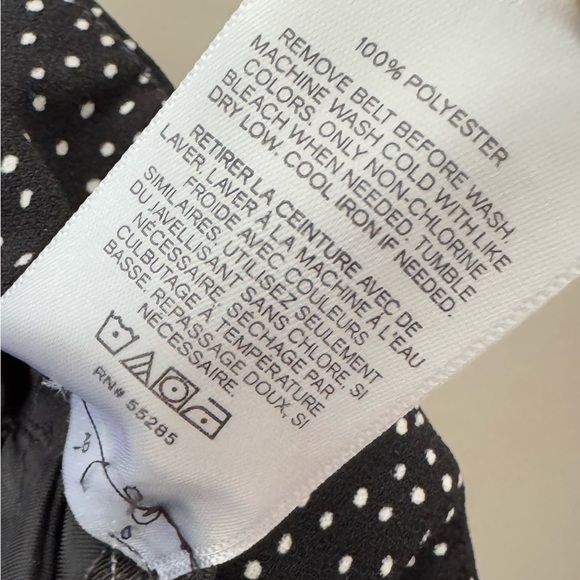 100% POLYESTER
REMOVE BELT BEFORE WASH,
MACHINE WASH COLD WITH LIKE
COLORS, ONLY NON-CHLORINE
BLEACH WHEN NEEDED, TUMBLE
DRY LOW. COOL IRON IF NEEDED.
RETIRER LA CEINTURE AVEC DE
LAVER, LAVER À LA MACHINE À L'EAU
FROIDE AVEC COULEURS
SIMILAIRES, UTILISEZ SEULEMENT
DU JAVELLISANT SANS CHLORE, SI
NÉCESSAIRE, SÉCHAGE PAR
CULBUTAGE À TEMPÉRATURE
BASSE, REPASSAGE DOUX, SI
NÉCESSAIRE.
RN# 55285